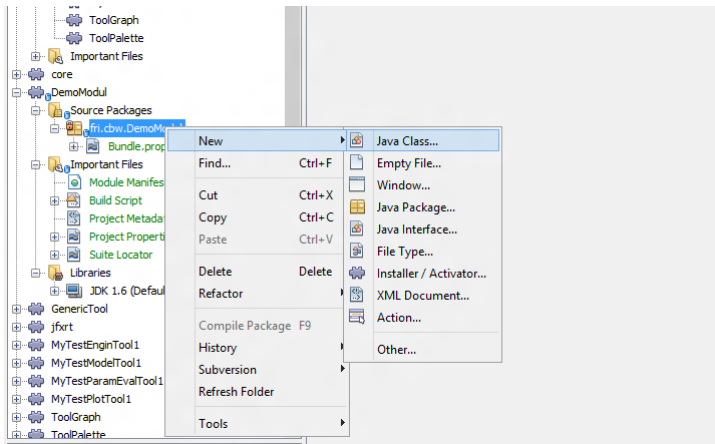 ToolGraph
ToolPalette
Important Files
core
DemoModul
Source Packages
fri.cbw.DemoModul
Bundle.prop
Important Files
Module Manifes
Build Script
Project Metada
Project Properti
Suite Locator
Libraries
JDK 1.6 (Defaul
GenericTool
jfxrt
MyTestEnginTool1
MyTestModelTool1
MyTestParamEvalTool1
MyTestPlotTool1
ToolGraph
ToolPalette
New
Find... Ctrl+F
Cut Ctrl+X
Copy Ctrl+C
Paste Ctrl+V
Delete Delete
Refactor
Compile Package F9
History
Subversion
Refresh Folder
Tools
Java Class...
Empty File...
Window...
Java Package...
Java Interface...
File Type...
Installer / Activator...
XML Document...
Action...
Other...